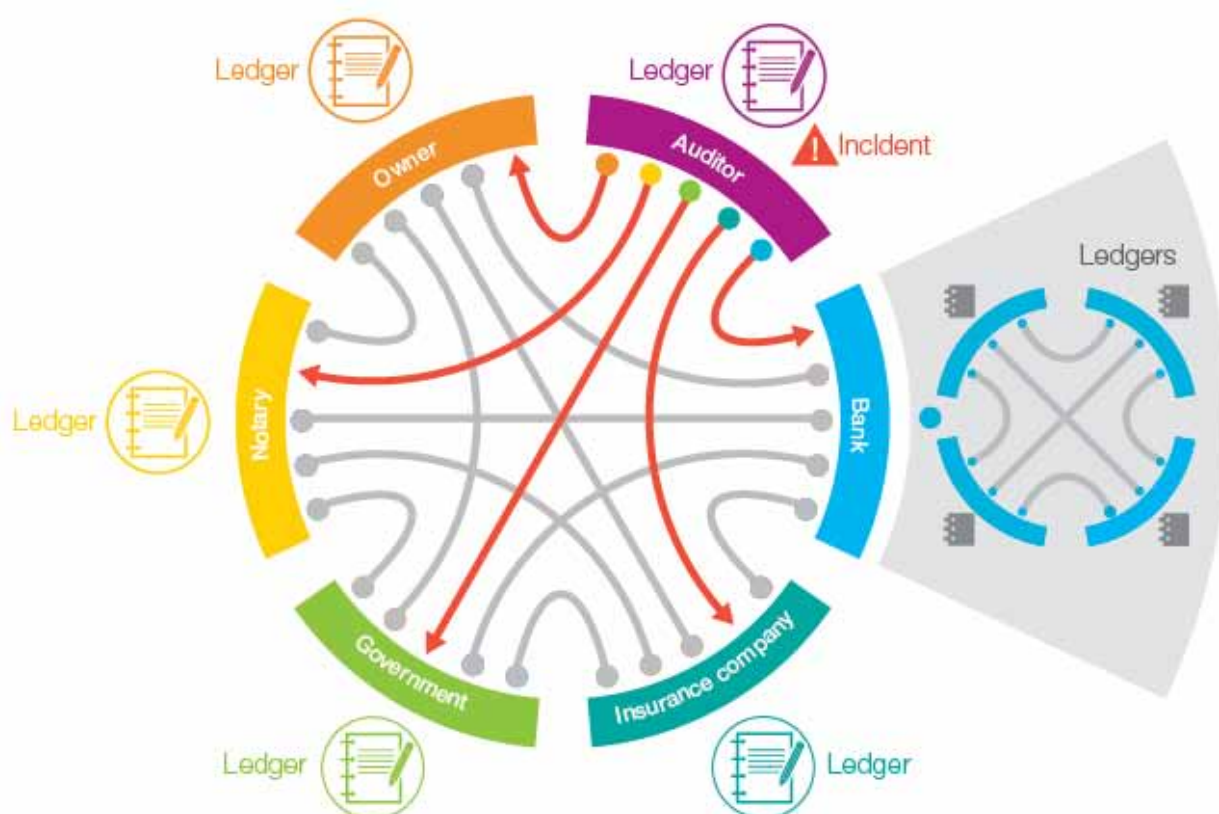 Ledger
Ledger
Incident
Owner
Auditor
Ledgers
Ledger
Notary
Bank
Government
Insurance company
Ledger
Ledger